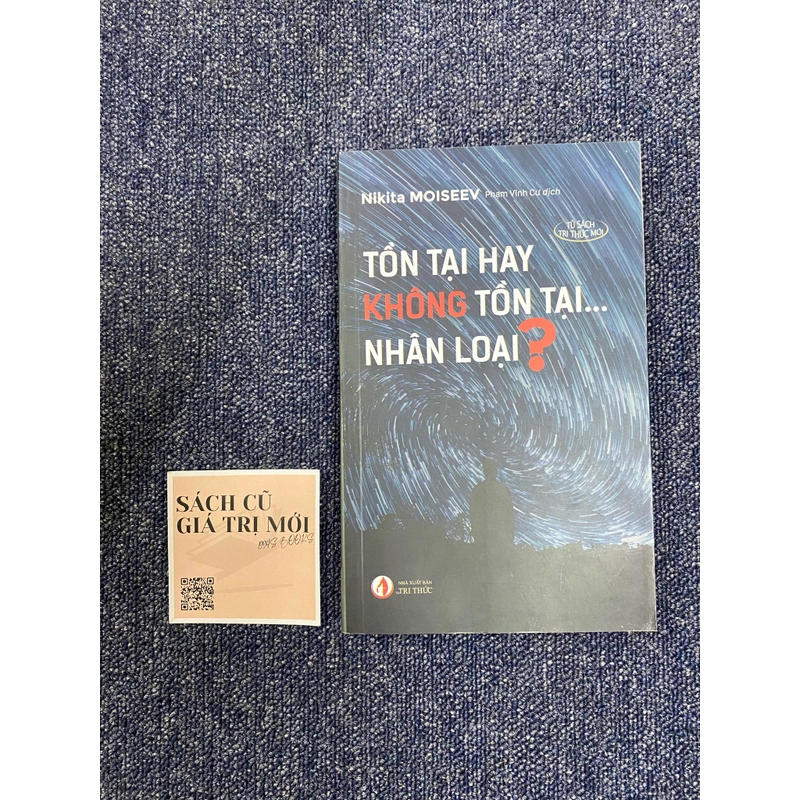 Nikita MOISEEV Phạm Vĩnh Cư dịch
TỦ SÁCH
TRI THỨC MỚI
TỒN TẠI HAY
KHÔNG TỒN TẠI...
NHÂN LOẠI?
NHÀ XUẤT BẢN
TRI THỨC
SÁCH CŨ
GIÁ TRỊ MỚI